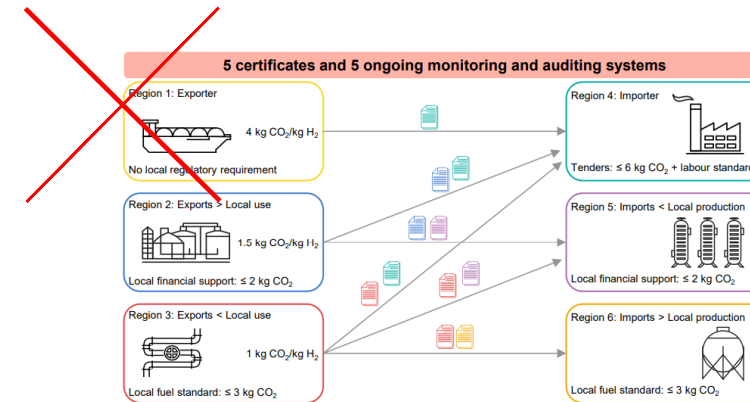 5 certificates and 5 ongoing monitoring and auditing systems
Region 1: Exporter
4 kg CO₂/kg H₂
No local regulatory requirement
Region 2: Exports > Local use
1.5 kg CO₂/kg H₂
Local financial support: ≤ 2 kg CO₂
Region 3: Exports < Local use
1 kg CO₂/kg H₂
Local fuel standard: ≤ 3 kg CO₂
Region 4: Importer
Tenders: ≤ 6 kg CO₂ + labour standard
Region 5: Imports < Local production
Local financial support: ≤ 2 kg CO₂
Region 6: Imports > Local production
Local fuel standard: ≤ 3 kg CO₂